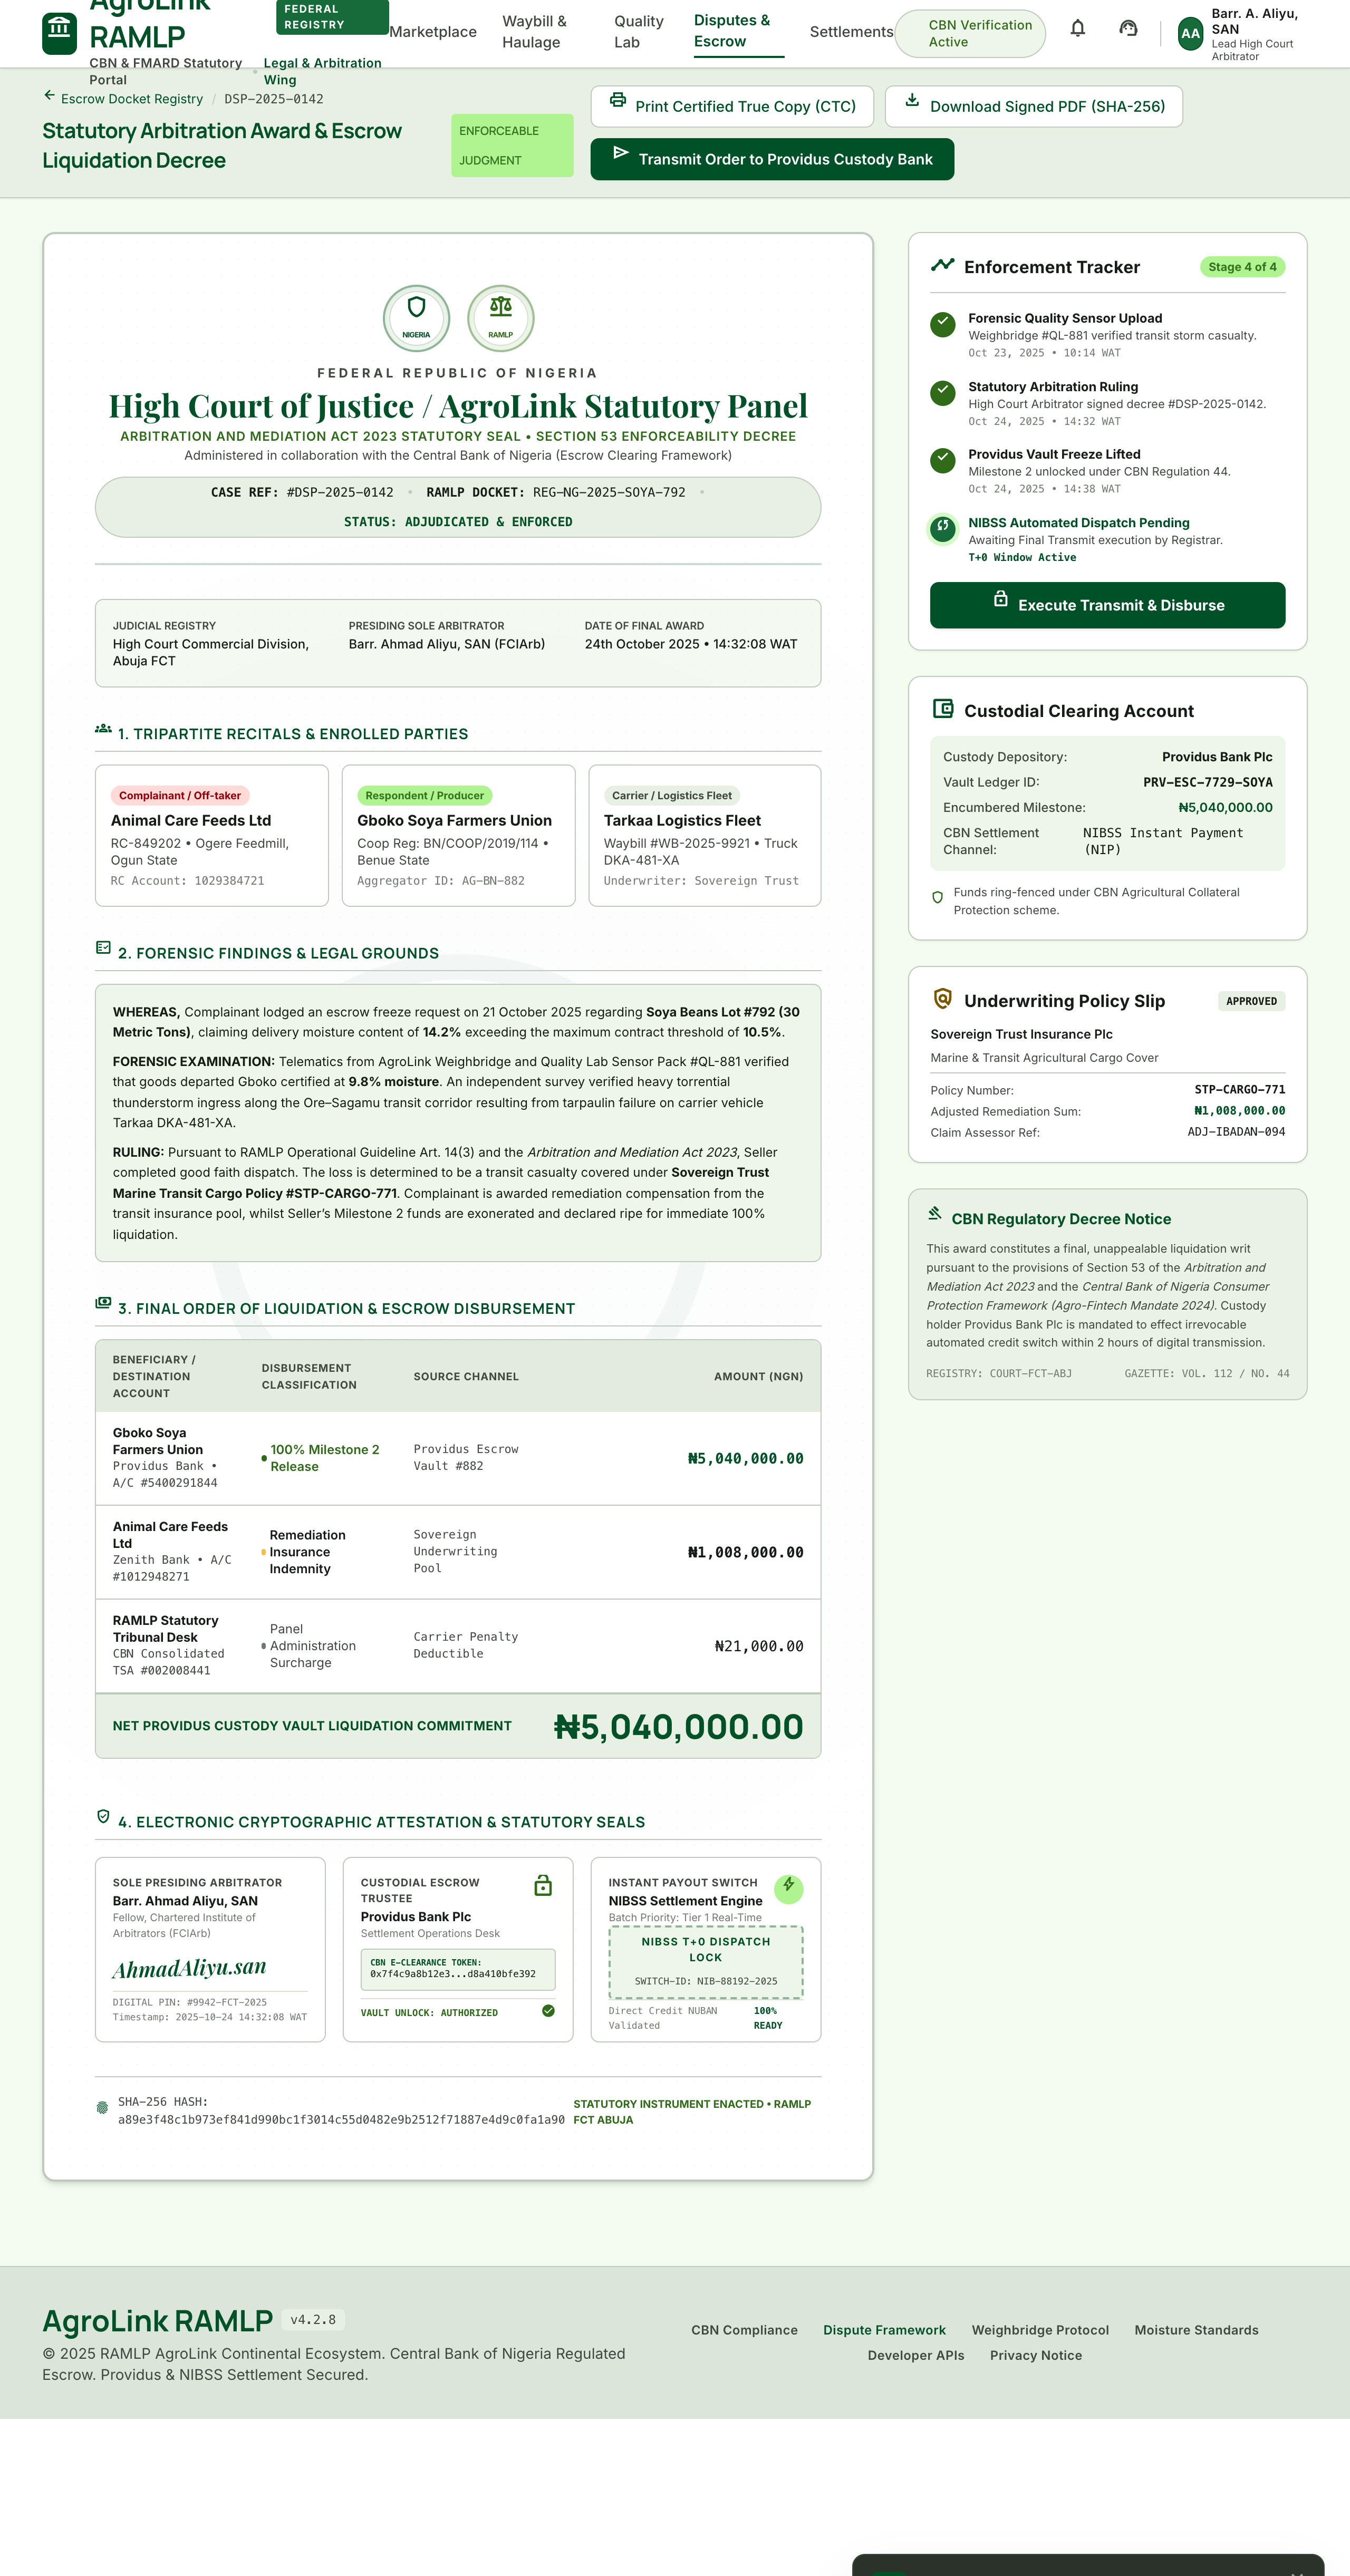 AgroLink
RAMLP
FEDERAL
REGISTRY
CBN & FMARD Statutory
Portal
•
Legal & Arbitration
Wing
Marketplace
Waybill &
Haulage
Quality
Lab
Disputes &
Escrow
Settlements
CBN Verification
Active
AA
Barr. A. Aliyu,
SAN
Lead High Court
Arbitrator
Escrow Docket Registry / DSP-2025-0142
Statutory Arbitration Award & Escrow
Liquidation Decree
ENFORCEABLE
JUDGMENT
Print Certified True Copy (CTC)
Download Signed PDF (SHA-256)
Transmit Order to Providus Custody Bank
NIGERIA
RAMLP
FEDERAL REPUBLIC OF NIGERIA
High Court of Justice / AgroLink Statutory Panel
ARBITRATION AND MEDIATION ACT 2023 STATUTORY SEAL • SECTION 53 ENFORCEABILITY DECREE
Administered in collaboration with the Central Bank of Nigeria (Escrow Clearing Framework)
CASE REF: #DSP-2025-0142 • RAMLP DOCKET: REG-NG-2025-SOYA-792 •
STATUS: ADJUDICATED & ENFORCED
JUDICIAL REGISTRY
High Court Commercial Division,
Abuja FCT
PRESIDING SOLE ARBITRATOR
Barr. Ahmad Aliyu, SAN (FCIArb)
DATE OF FINAL AWARD
24th October 2025 • 14:32:08 WAT
1. TRIPARTITE RECITALS & ENROLLED PARTIES
Complainant / Off-taker
Animal Care Feeds Ltd
RC-849202 • Ogere Feedmill,
Ogun State
RC Account: 1029384721
Respondent / Producer
Gboko Soya Farmers Union
Coop Reg: BN/COOP/2019/114 •
Benue State
Aggregator ID: AG-BN-882
Carrier / Logistics Fleet
Tarkaa Logistics Fleet
Waybill #WB-2025-9921 • Truck
DKA-481-XA
Underwriter: Sovereign Trust
2. FORENSIC FINDINGS & LEGAL GROUNDS
WHEREAS, Complainant lodged an escrow freeze request on 21 October 2025 regarding Soya Beans Lot #792 (30
Metric Tons), claiming delivery moisture content of 14.2% exceeding the maximum contract threshold of 10.5%.
FORENSIC EXAMINATION: Telematics from AgroLink Weighbridge and Quality Lab Sensor Pack #QL-881 verified
that goods departed Gboko certified at 9.8% moisture. An independent survey verified heavy torrential
thunderstorm ingress along the Ore–Sagamu transit corridor resulting from tarpaulin failure on carrier vehicle
Tarkaa DKA-481-XA.
RULING: Pursuant to RAMLP Operational Guideline Art. 14(3) and the Arbitration and Mediation Act 2023, Seller
completed good faith dispatch. The loss is determined to be a transit casualty covered under Sovereign Trust
Marine Transit Cargo Policy #STP-CARGO-771. Complainant is awarded remediation compensation from the
transit insurance pool, whilst Seller’s Milestone 2 funds are exonerated and declared ripe for immediate 100%
liquidation.
3. FINAL ORDER OF LIQUIDATION & ESCROW DISBURSEMENT
BENEFICIARY /
DESTINATION
ACCOUNT
DISBURSEMENT
CLASSIFICATION
SOURCE CHANNEL
AMOUNT (NGN)
Gboko Soya
Farmers Union
Providus Bank •
A/C #5400291844
100% Milestone 2
Release
Providus Escrow
Vault #882
₦5,040,000.00
Animal Care Feeds
Ltd
Zenith Bank • A/C
#1012948271
Remediation
Insurance
Indemnity
Sovereign
Underwriting
Pool
₦1,008,000.00
RAMLP Statutory
Tribunal Desk
CBN Consolidated
TSA #002008441
Panel
Administration
Surcharge
Carrier Penalty
Deductible
₦21,000.00
NET PROVIDUS CUSTODY VAULT LIQUIDATION COMMITMENT
₦5,040,000.00
4. ELECTRONIC CRYPTOGRAPHIC ATTESTATION & STATUTORY SEALS
SOLE PRESIDING ARBITRATOR
Barr. Ahmad Aliyu, SAN
Fellow, Chartered Institute of
Arbitrators (FCIArb)
AhmadAliyu.san
DIGITAL PIN: #9942-FCT-2025
Timestamp: 2025-10-24 14:32:08 WAT
CUSTODIAL ESCROW
TRUSTEE
Providus Bank Plc
Settlement Operations Desk
CBN E-CLEARANCE TOKEN:
0x7f4c9a8b12e3...d8a410bfe392
VAULT UNLOCK: AUTHORIZED
INSTANT PAYOUT SWITCH
NIBSS Settlement Engine
Batch Priority: Tier 1 Real-Time
NIBSS T+0 DISPATCH
LOCK
SWITCH-ID: NIB-88192-2025
Direct Credit NUBAN
Validated
100%
READY
SHA-256 HASH:
a89e3f48c1b973ef841d990bc1f3014c55d0482e9b2512f71887e4d9c0fa1a90
STATUTORY INSTRUMENT ENACTED • RAMLP
FCT ABUJA
Enforcement Tracker
Stage 4 of 4
Forensic Quality Sensor Upload
Weighbridge #QL-881 verified transit storm casualty.
Oct 23, 2025 • 10:14 WAT
Statutory Arbitration Ruling
High Court Arbitrator signed decree #DSP-2025-0142.
Oct 24, 2025 • 14:32 WAT
Providus Vault Freeze Lifted
Milestone 2 unlocked under CBN Regulation 44.
Oct 24, 2025 • 14:38 WAT
NIBSS Automated Dispatch Pending
Awaiting Final Transmit execution by Registrar.
T+0 Window Active
Execute Transmit & Disburse
Custodial Clearing Account
Custody Depository:
Providus Bank Plc
Vault Ledger ID:
PRV-ESC-7729-SOYA
Encumbered Milestone:
₦5,040,000.00
CBN Settlement
Channel:
NIBSS Instant Payment
(NIP)
Funds ring-fenced under CBN Agricultural Collateral
Protection scheme.
Underwriting Policy Slip
APPROVED
Sovereign Trust Insurance Plc
Marine & Transit Agricultural Cargo Cover
Policy Number:
STP-CARGO-771
Adjusted Remediation Sum:
₦1,008,000.00
Claim Assessor Ref:
ADJ-IBADAN-094
CBN Regulatory Decree Notice
This award constitutes a final, unappealable liquidation writ
pursuant to the provisions of Section 53 of the Arbitration and
Mediation Act 2023 and the Central Bank of Nigeria Consumer
Protection Framework (Agro-Fintech Mandate 2024). Custody
holder Providus Bank Plc is mandated to effect irrevocable
automated credit switch within 2 hours of digital transmission.
REGISTRY: COURT-FCT-ABJ
GAZETTE: VOL. 112 / NO. 44
AgroLink RAMLP v4.2.8
© 2025 RAMLP AgroLink Continental Ecosystem. Central Bank of Nigeria Regulated
Escrow. Providus & NIBSS Settlement Secured.
CBN Compliance
Dispute Framework
Weighbridge Protocol
Moisture Standards
Developer APIs
Privacy Notice